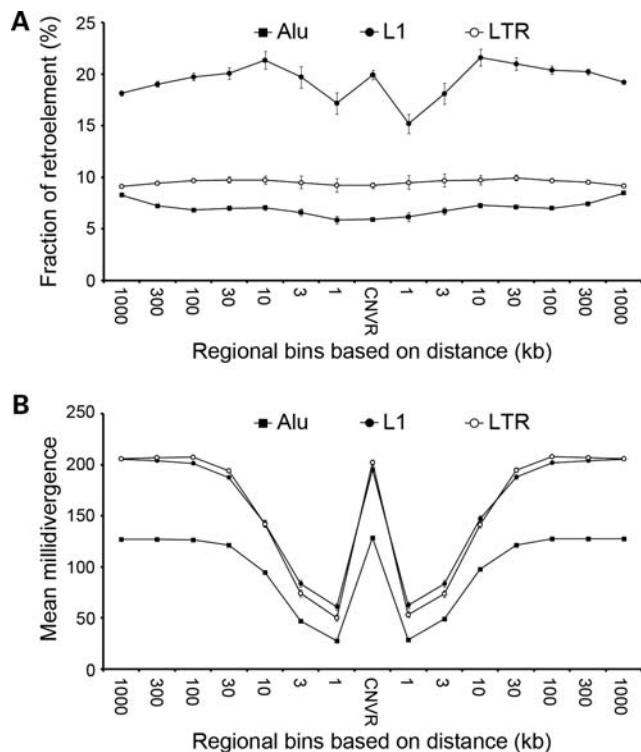 A
Alu L1 LTR
Fraction of retroelement (%)
25
20
15
10
5
0
1000 300 100 30 10 3 1 CNVR 1 3 10 30 100 300 1000
Regional bins based on distance (kb)
B
Alu L1 LTR
Mean millidivergence
250
200
150
100
50
0
1000 300 100 30 10 3 1 CNVR 1 3 10 30 100 300 1000
Regional bins based on distance (kb)